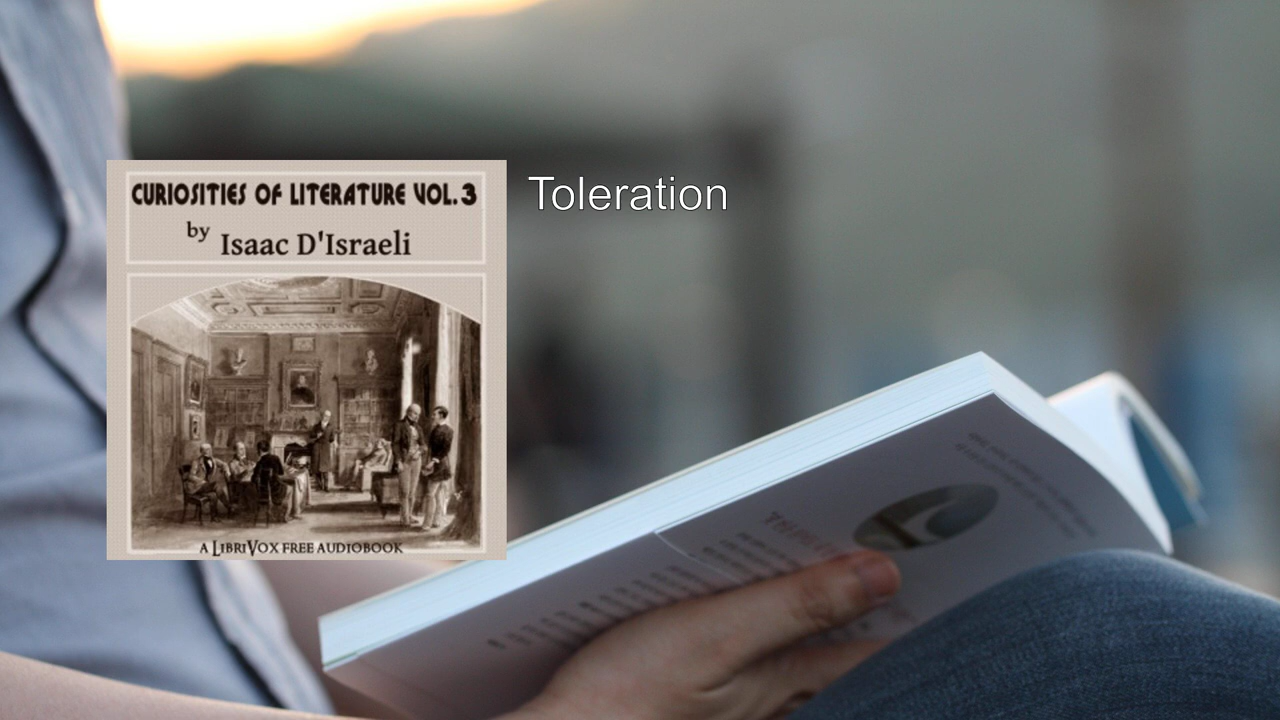 CURIOSITIES OF LITERATURE VOL.3
by Isaac D'Israeli
A LIBRIVOX FREE AUDIOBOOK
Toleration